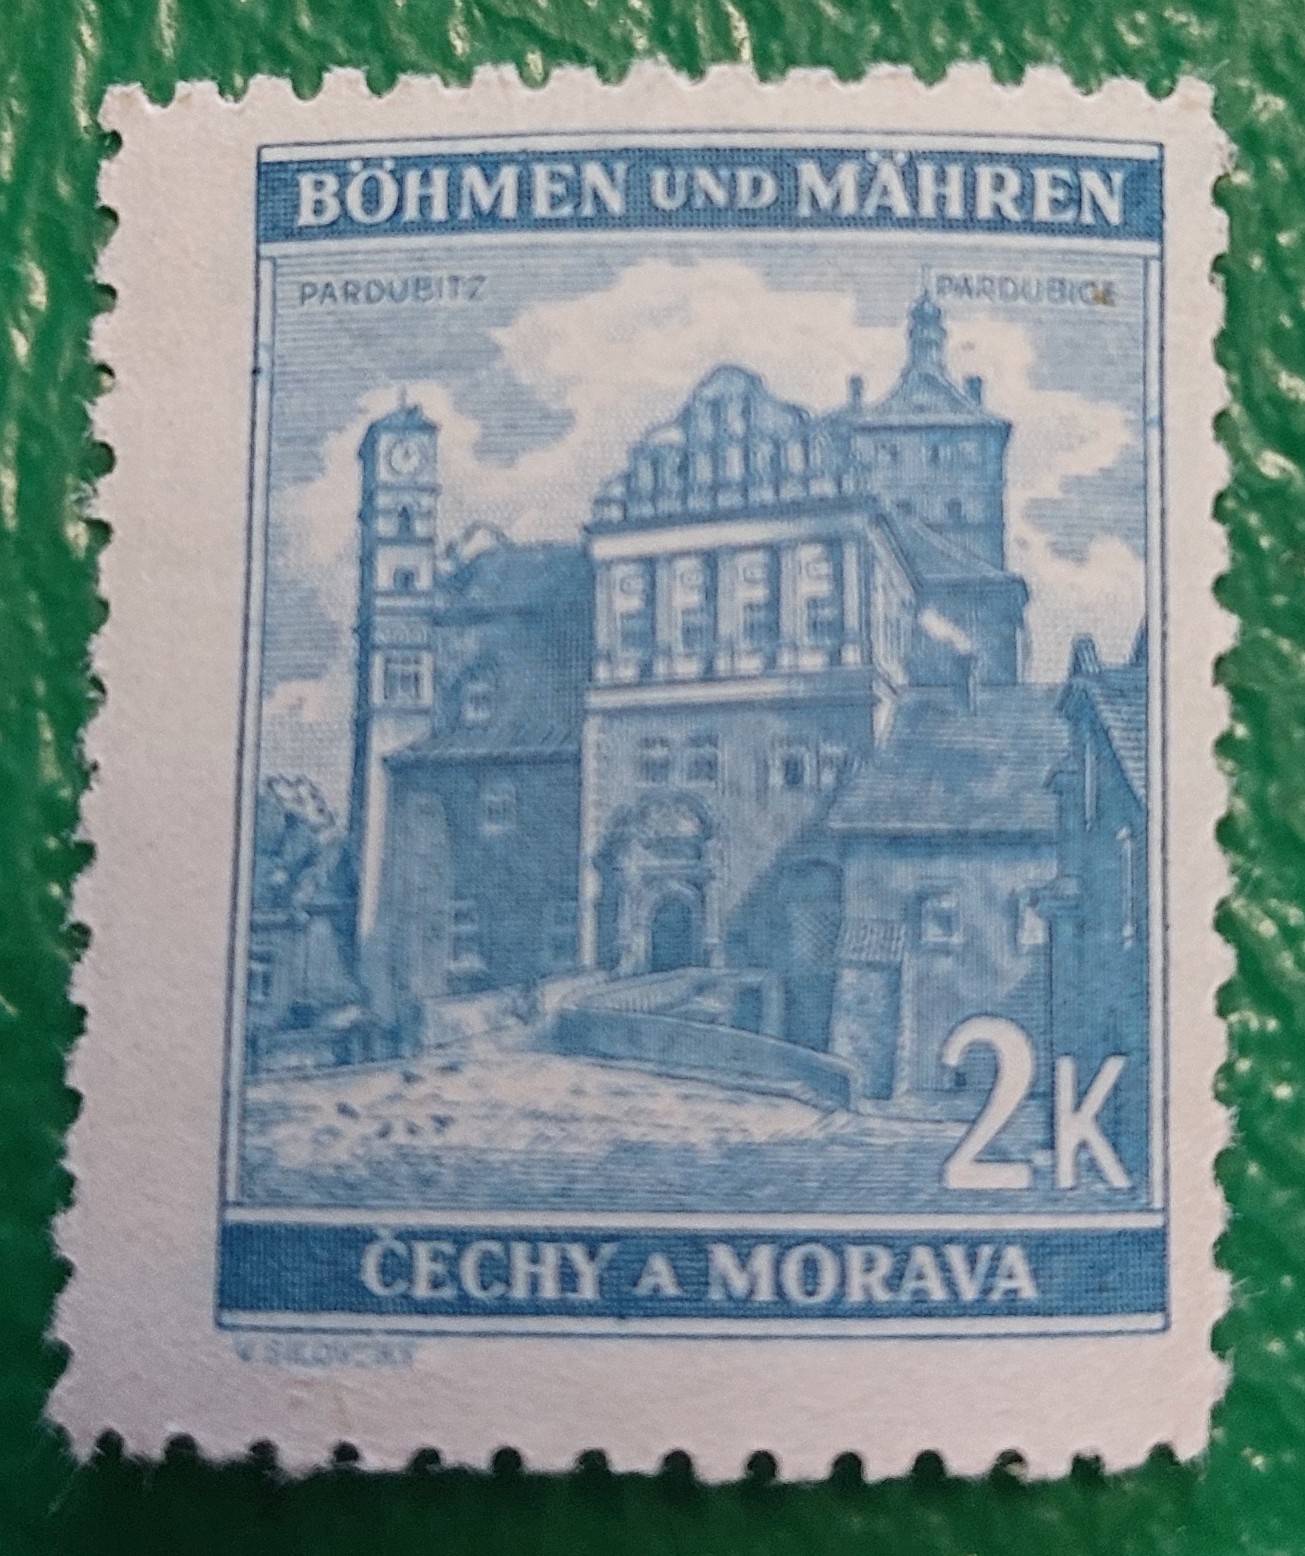 BÖHMEN UND MÄHREN
PARDUBITZ PARDUBICE
2K
ČECHY A MORAVA